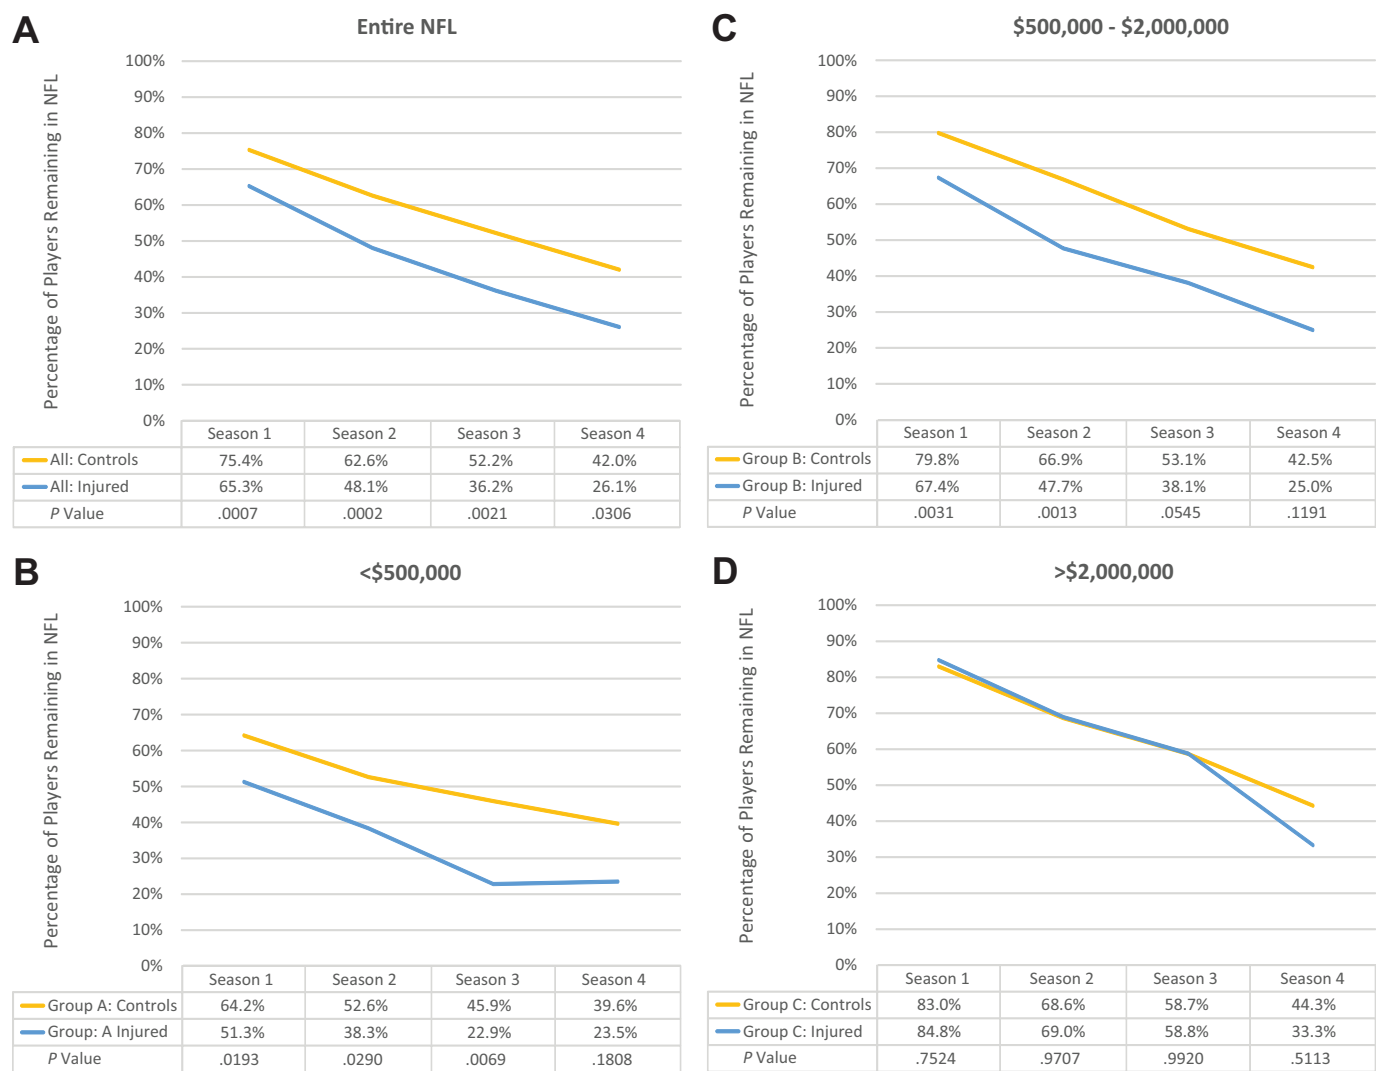 A
Entire NFL
Percentage of Players Remaining in NFL
100%
90%
80%
70%
60%
50%
40%
30%
20%
10%
0%
Season 1 Season 2 Season 3 Season 4
All: Controls 75.4% 62.6% 52.2% 42.0%
All: Injured 65.3% 48.1% 36.2% 26.1%
P Value .0007 .0002 .0021 .0306
B
<$500,000
Percentage of Players Remaining in NFL
100%
90%
80%
70%
60%
50%
40%
30%
20%
10%
0%
Season 1 Season 2 Season 3 Season 4
Group A: Controls 64.2% 52.6% 45.9% 39.6%
Group: A Injured 51.3% 38.3% 22.9% 23.5%
P Value .0193 .0290 .0069 .1808
C
$500,000 - $2,000,000
Percentage of Players Remaining in NFL
100%
90%
80%
70%
60%
50%
40%
30%
20%
10%
0%
Season 1 Season 2 Season 3 Season 4
Group B: Controls 79.8% 66.9% 53.1% 42.5%
Group B: Injured 67.4% 47.7% 38.1% 25.0%
P Value .0031 .0013 .0545 .1191
D
>$2,000,000
Percentage of Players Remaining in NFL
100%
90%
80%
70%
60%
50%
40%
30%
20%
10%
0%
Season 1 Season 2 Season 3 Season 4
Group C: Controls 83.0% 68.6% 58.7% 44.3%
Group C: Injured 84.8% 69.0% 58.8% 33.3%
P Value .7524 .9707 .9920 .5113